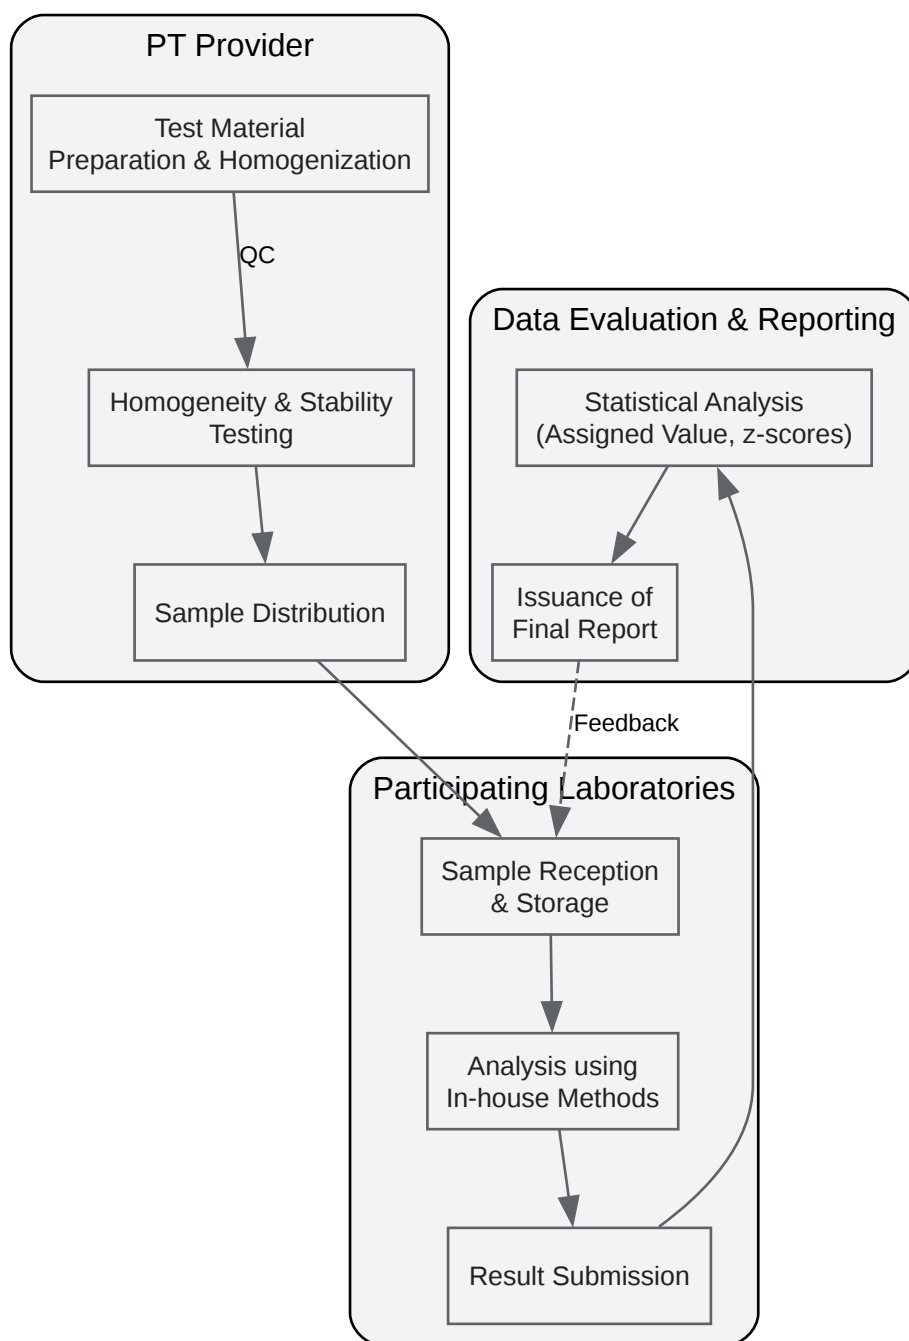 PT Provider
Test Material
Preparation & Homogenization
QC
Homogeneity & Stability
Testing
Sample Distribution
Data Evaluation & Reporting
Statistical Analysis
(Assigned Value, z-scores)
Issuance of
Final Report
Feedback
Participating Laboratories
Sample Reception
& Storage
Analysis using
In-house Methods
Result Submission